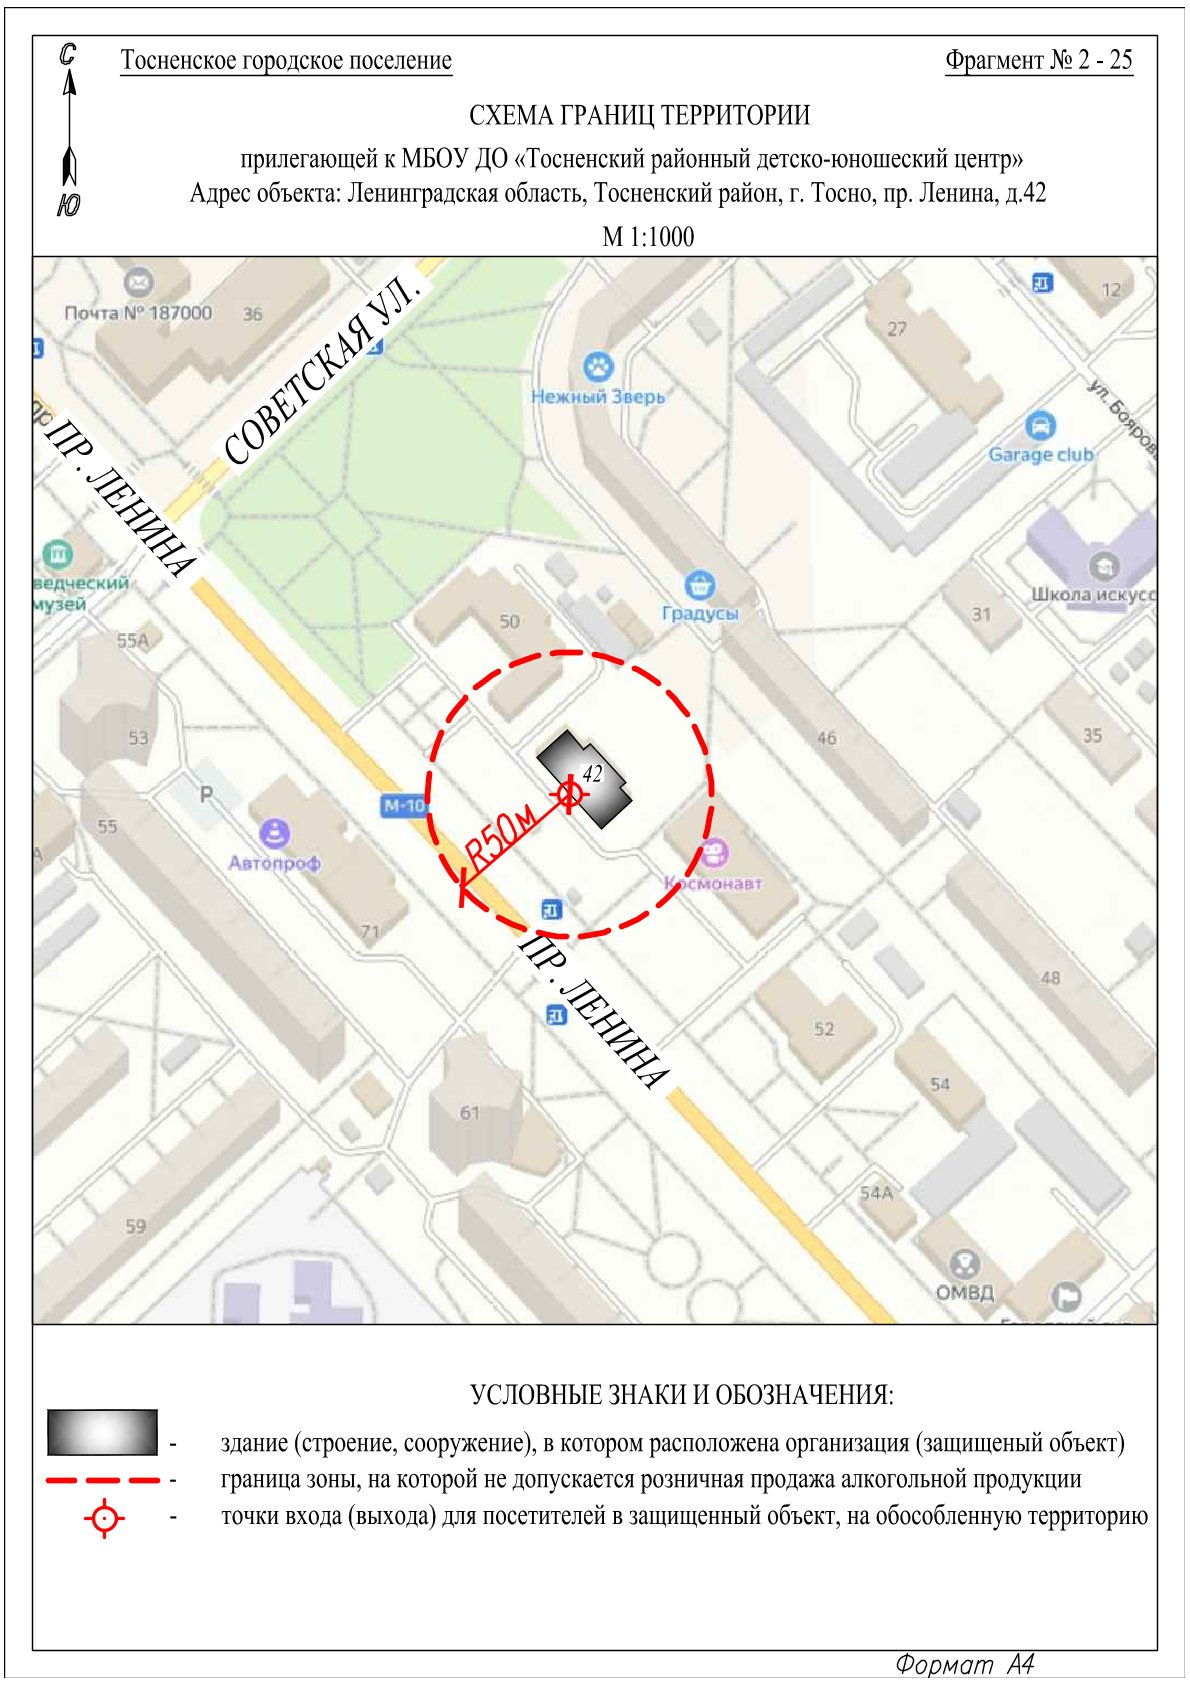 С
Ю
Тосненское городское поселение
Фрагмент № 2 - 25
СХЕМА ГРАНИЦ ТЕРРИТОРИИ
прилегающей к МБОУ ДО «Тосненский районный детско-юношеский центр»
Адрес объекта: Ленинградская область, Тосненский район, г. Тосно, пр. Ленина, д.42
М 1:1000
Почта № 187000
36
СОВЕТСКАЯ УЛ.
12
27
Нежный Зверь
ул. Боярова
Garage club
ПР. ЛЕНИНА
Школа искусс
ведческий
музей
Градусы
31
50
55А
53
46
35
42
P
М-10
55
R50м
Автопроф
Космонавт
71
48
ПР. ЛЕНИНА
52
54
61
54А
59
ОМВД
УСЛОВНЫЕ ЗНАКИ И ОБОЗНАЧЕНИЯ:
- здание (строение, сооружение), в котором расположена организация (защищеный объект)
- граница зоны, на которой не допускается розничная продажа алкогольной продукции
- точки входа (выхода) для посетителей в защищенный объект, на обособленную территорию
Формат А4